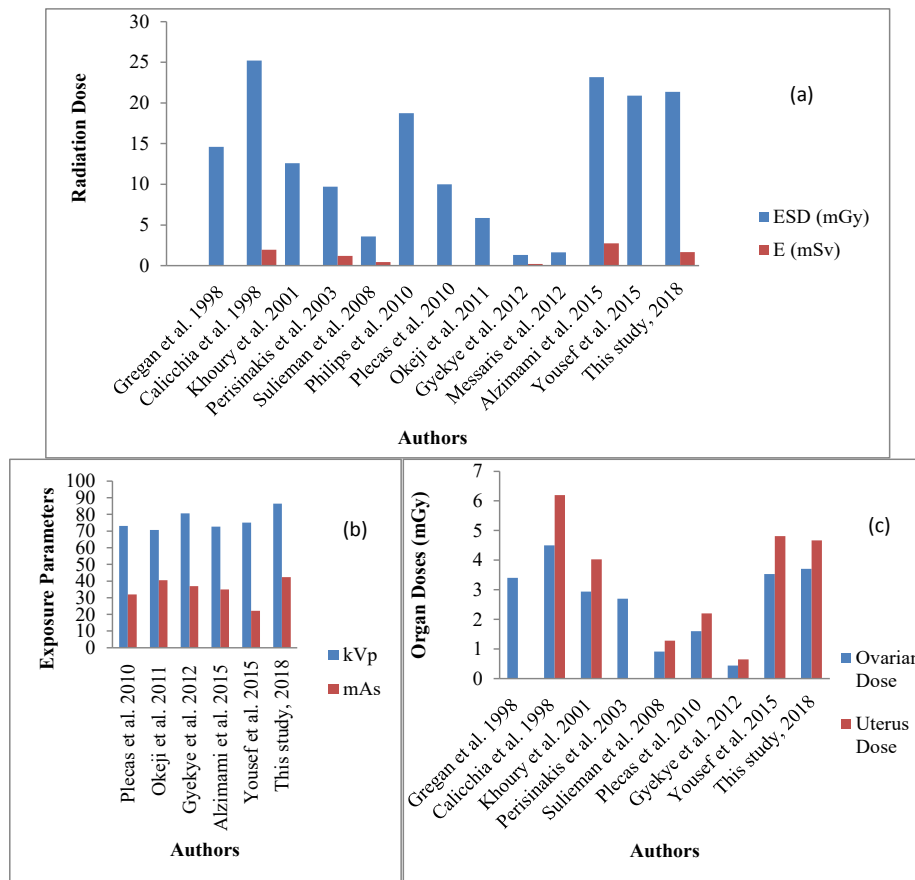 30
25
20
15
10
5
0
Radiation Dose
(a)
ESD (mGy)
E (mSv)
Gregan et al. 1998
Calicchia et al. 1998
Khoury et al. 2001
Perisinakis et al. 2003
Sulieman et al. 2008
Philips et al. 2010
Plecas et al. 2010
Okeji et al. 2011
Gyekye et al. 2012
Messaris et al. 2012
Alzimami et al. 2015
Yousef et al. 2015
This study, 2018
Authors
100
90
80
70
60
50
40
30
20
10
0
Exposure Parameters
(b)
kVp
mAs
Plecas et al. 2010
Okeji et al. 2011
Gyekye et al. 2012
Alzimami et al. 2015
Yousef et al. 2015
This study, 2018
Authors
7
6
5
4
3
2
1
0
Organ Doses (mGy)
(c)
Ovarian
Dose
Uterus
Dose
Gregan et al. 1998
Calicchia et al. 1998
Khoury et al. 2001
Perisinakis et al. 2003
Sulieman et al. 2008
Plecas et al. 2010
Gyekye et al. 2012
Yousef et al. 2015
This study, 2018
Authors